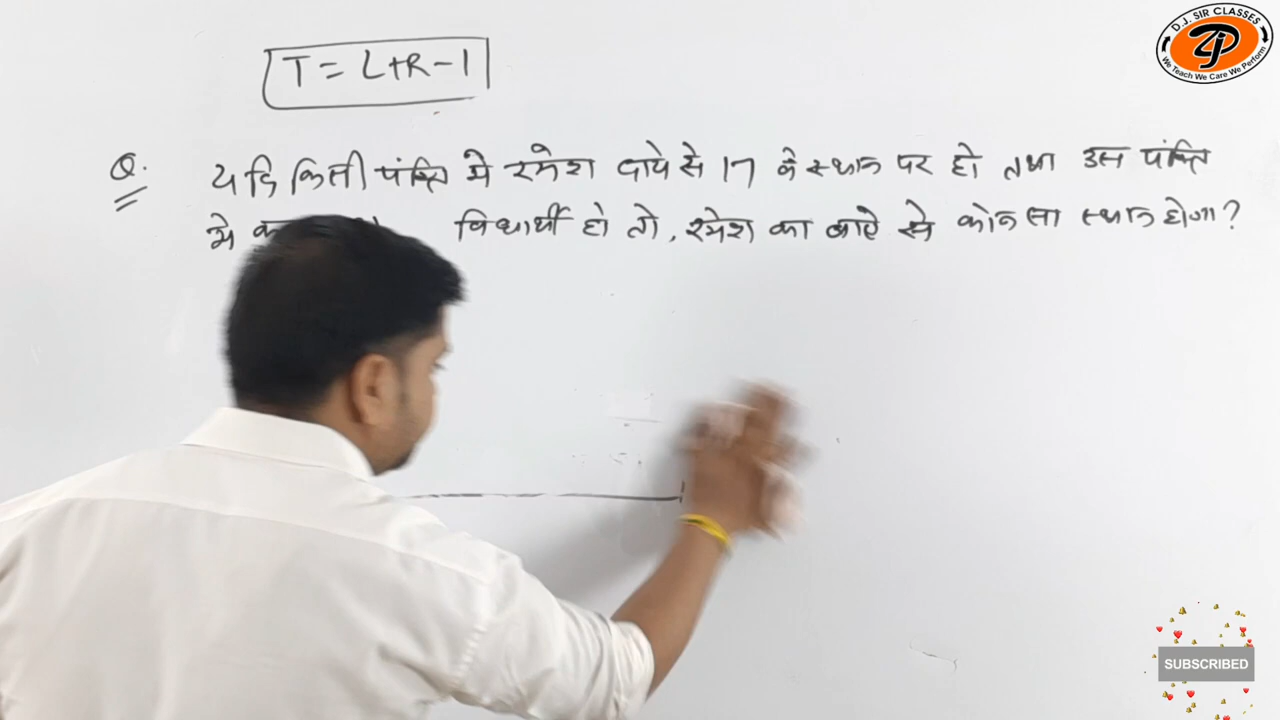 T = L+R-1
Q. यदि किसी पंक्ति मे रमेश दाये से 17 वे स्थान पर हो तथा उस पंक्ति
मे विधार्थी हो तो, रमेश का बाऐ से कोनसा स्थान होगा?
D.J. SIR CLASSES
We Teach We Care We Perform
SUBSCRIBED